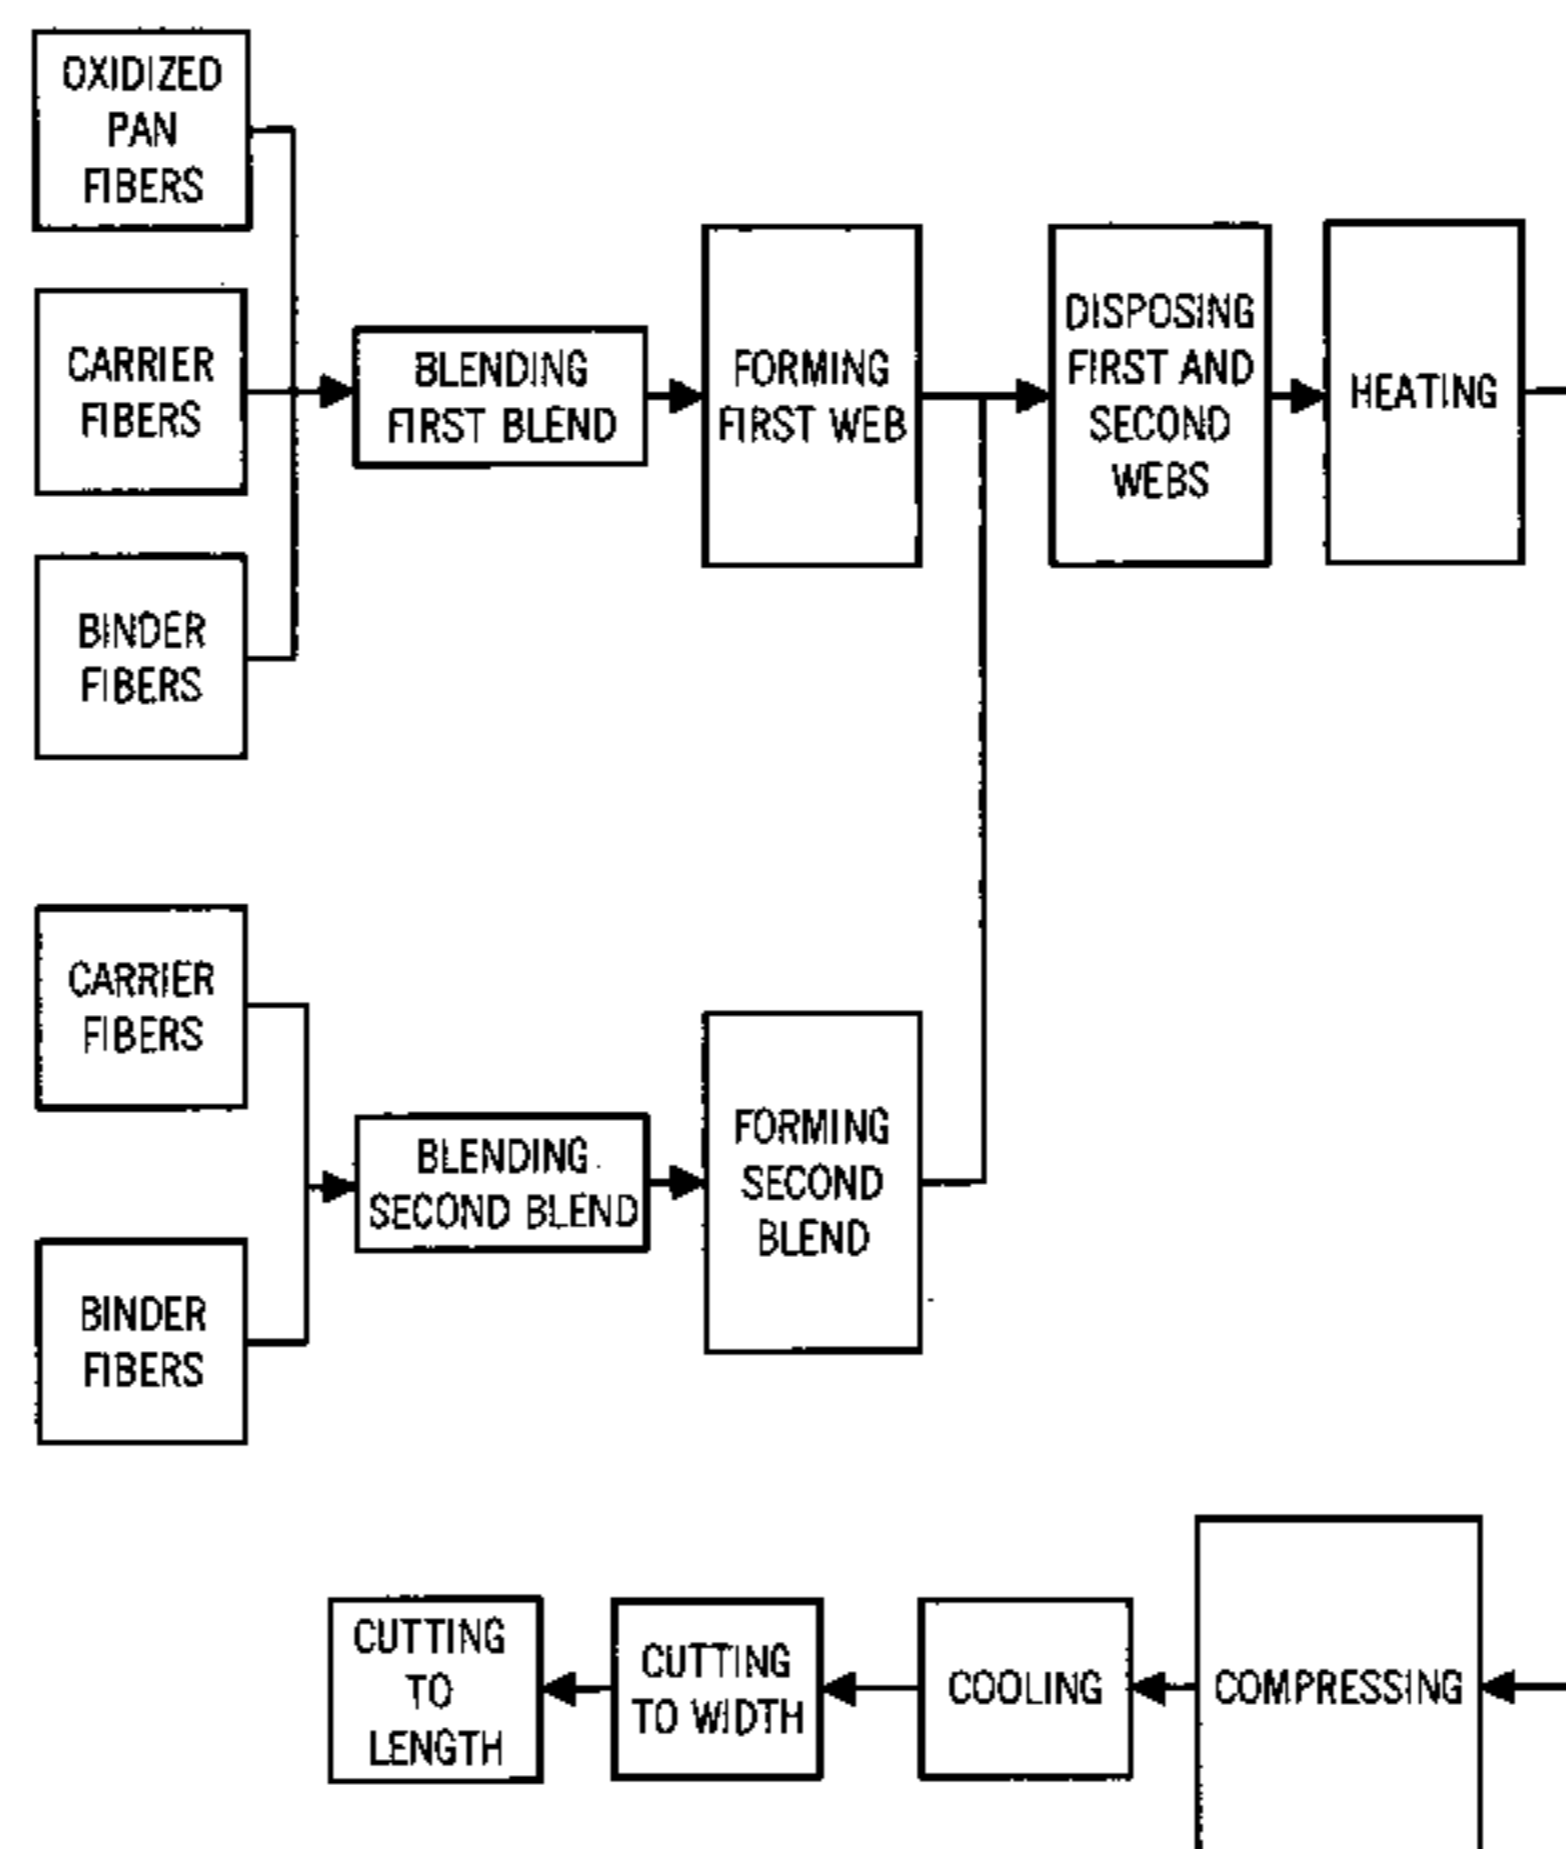 OXIDIZED
PAN
FIBERS
CARRIER
FIBERS
BINDER
FIBERS
BLENDING
FIRST BLEND
FORMING
FIRST WEB
DISPOSING
FIRST AND
SECOND
WEBS
HEATING
CARRIER
FIBERS
BINDER
FIBERS
BLENDING
SECOND BLEND
FORMING
SECOND
BLEND
CUTTING
TO
LENGTH
CUTTING
TO WIDTH
COOLING
COMPRESSING